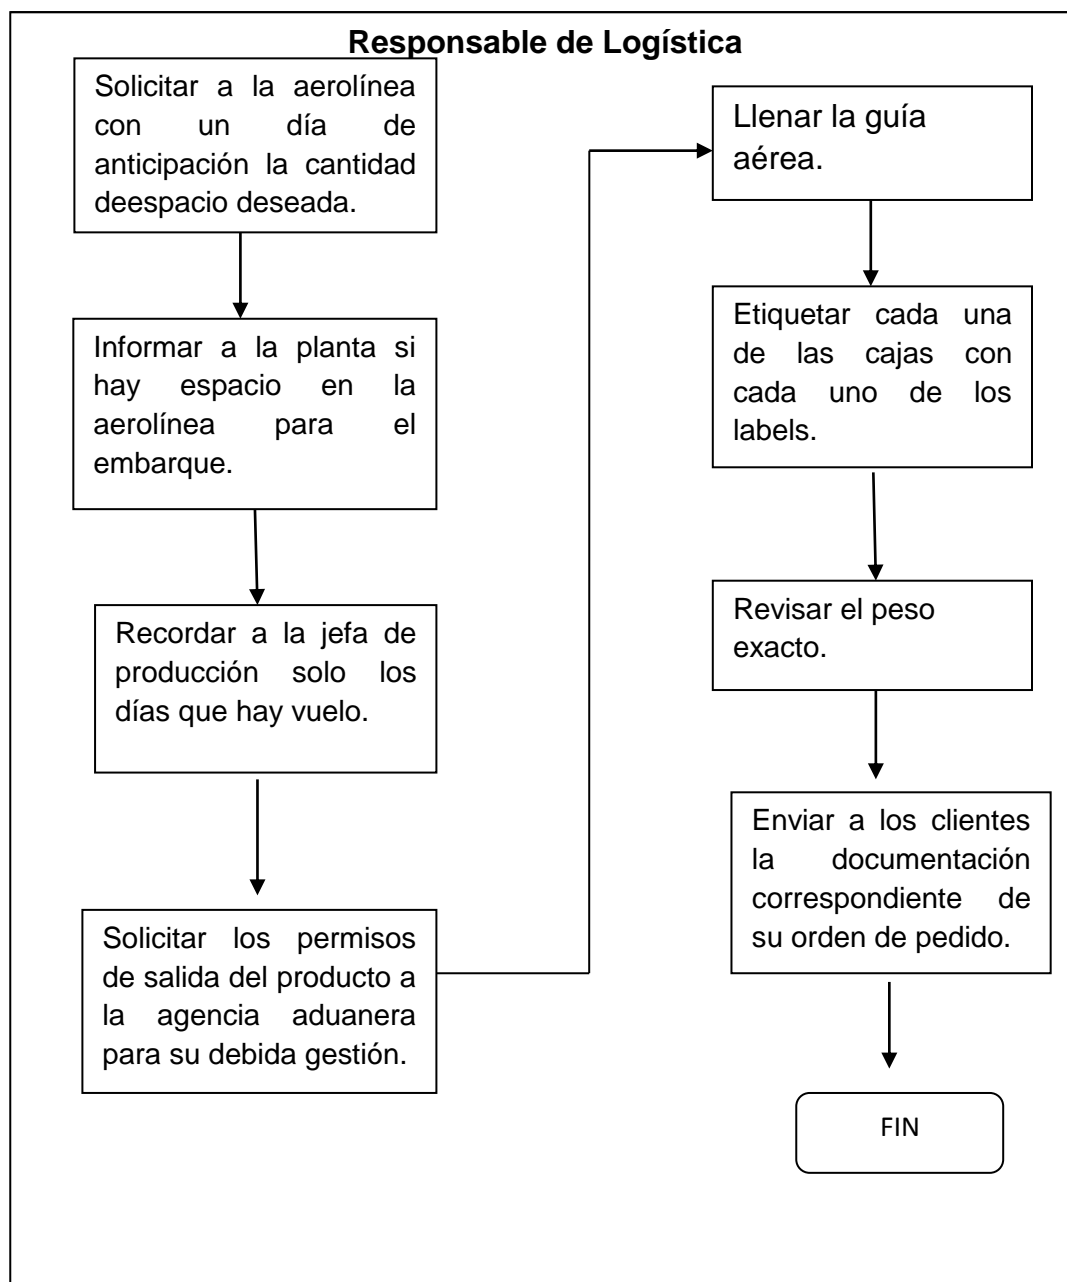 Responsable de Logística
Solicitar a la aerolínea
con un día de
anticipación la cantidad
deespacio deseada.
Informar a la planta si
hay espacio en la
aerolínea para el
embarque.
Recordar a la jefa de
producción solo los
días que hay vuelo.
Solicitar los permisos
de salida del producto a
la agencia aduanera
para su debida gestión.
Llenar la guía
aérea.
Etiquetar cada una
de las cajas con
cada uno de los
labels.
Revisar el peso
exacto.
Enviar a los clientes
la documentación
correspondiente de
su orden de pedido.
FIN